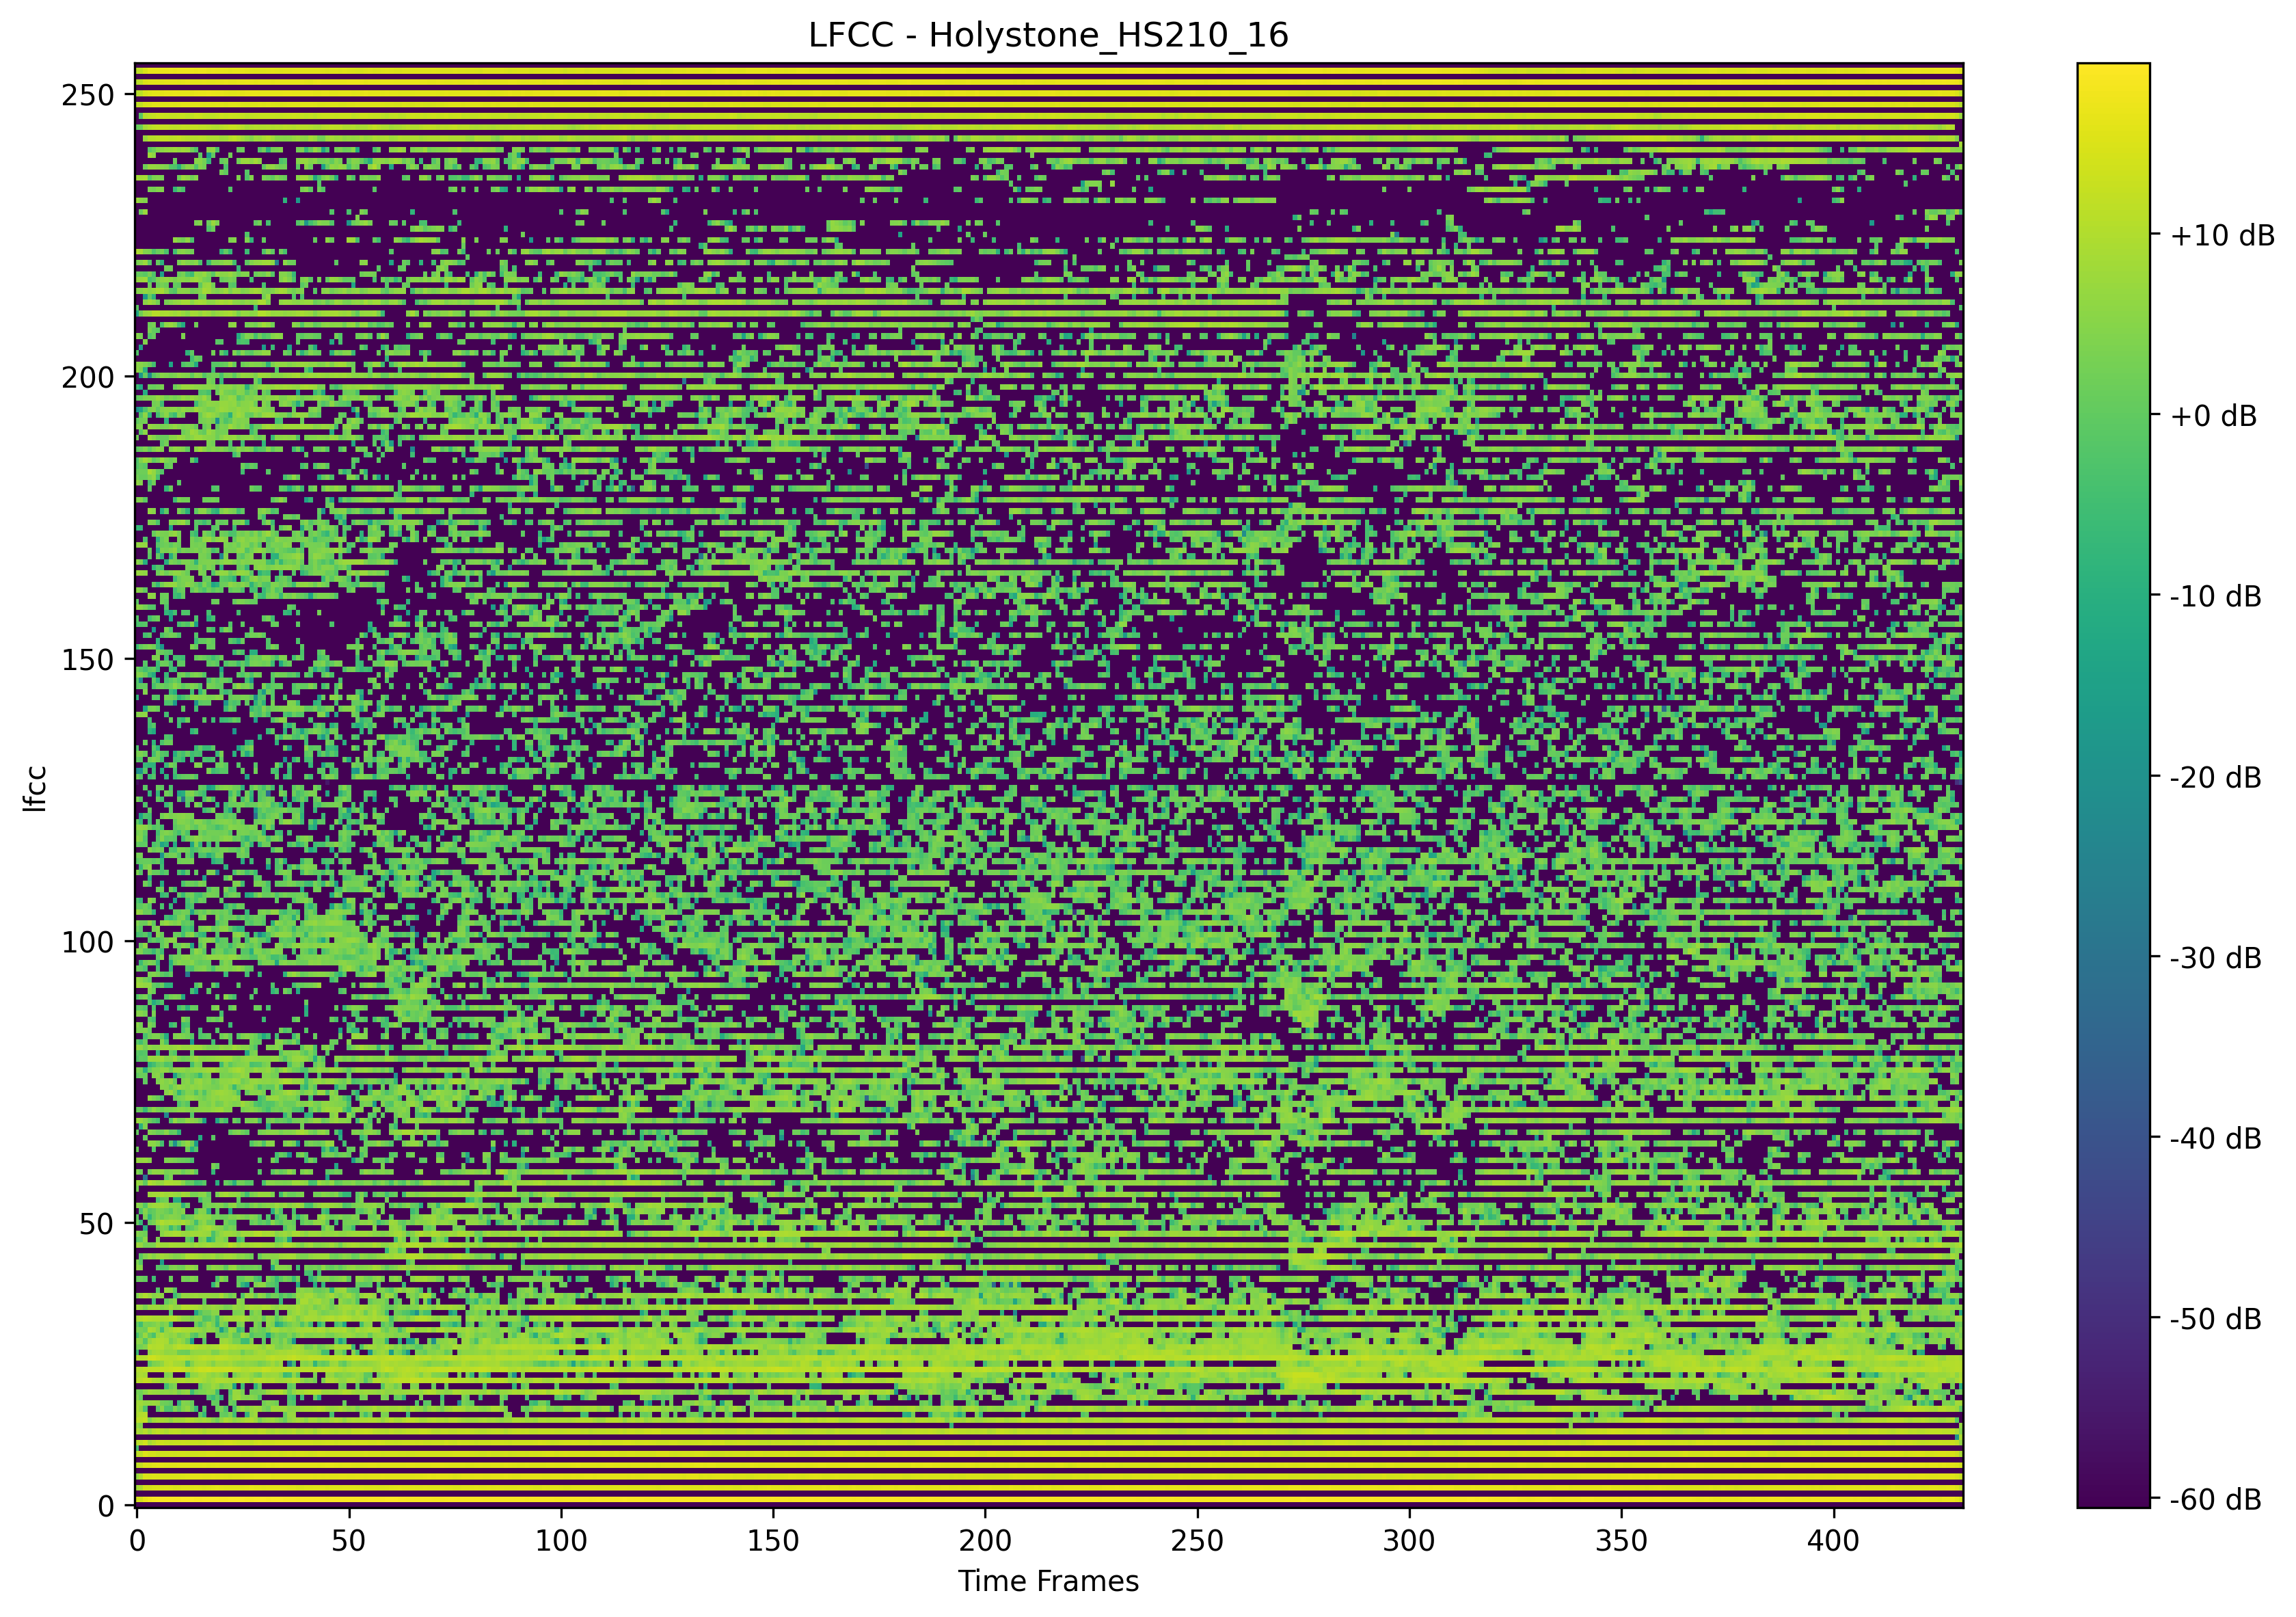 LFCC - Holystone_HS210_16
250
200
150
100
50
0
lfcc
0 50 100 150 200 250 300 350 400
Time Frames
+10 dB
+0 dB
-10 dB
-20 dB
-30 dB
-40 dB
-50 dB
-60 dB